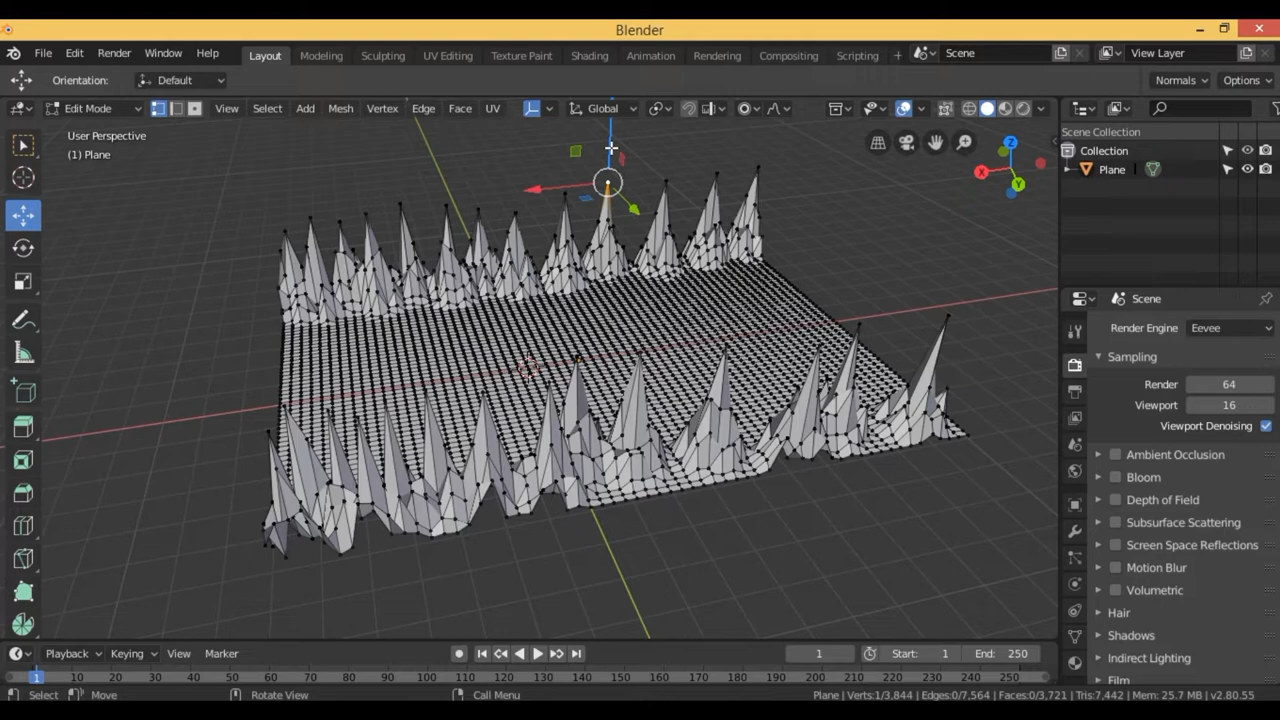 Blender
File Edit Render Window Help Layout Modeling Sculpting UV Editing Texture Paint Shading Animation Rendering Compositing Scripting + Scene View Layer
Orientation: Default Normals Options
Edit Mode View Select Add Mesh Vertex Edge Face UV Global
User Perspective
(1) Plane
Z
X
Y
Scene Collection
Collection
Plane
Scene
Render Engine Eevee
Sampling
Render 64
Viewport 16
Viewport Denoising
Ambient Occlusion
Bloom
Depth of Field
Subsurface Scattering
Screen Space Reflections
Motion Blur
Volumetric
Hair
Shadows
Indirect Lighting
Film
Playback Keying View Marker 1 Start: 1 End: 250
1 10 20 30 40 50 60 70 80 90 100 110 120 130 140 150 160 170 180 190 200 210 220 230 240 250
Select Move Rotate View Call Menu Plane | Verts:1/3,844 | Edges:0/7,564 | Faces:0/3,721 | Tris:7,442 | Mem: 25.7 MB | v2.80.55